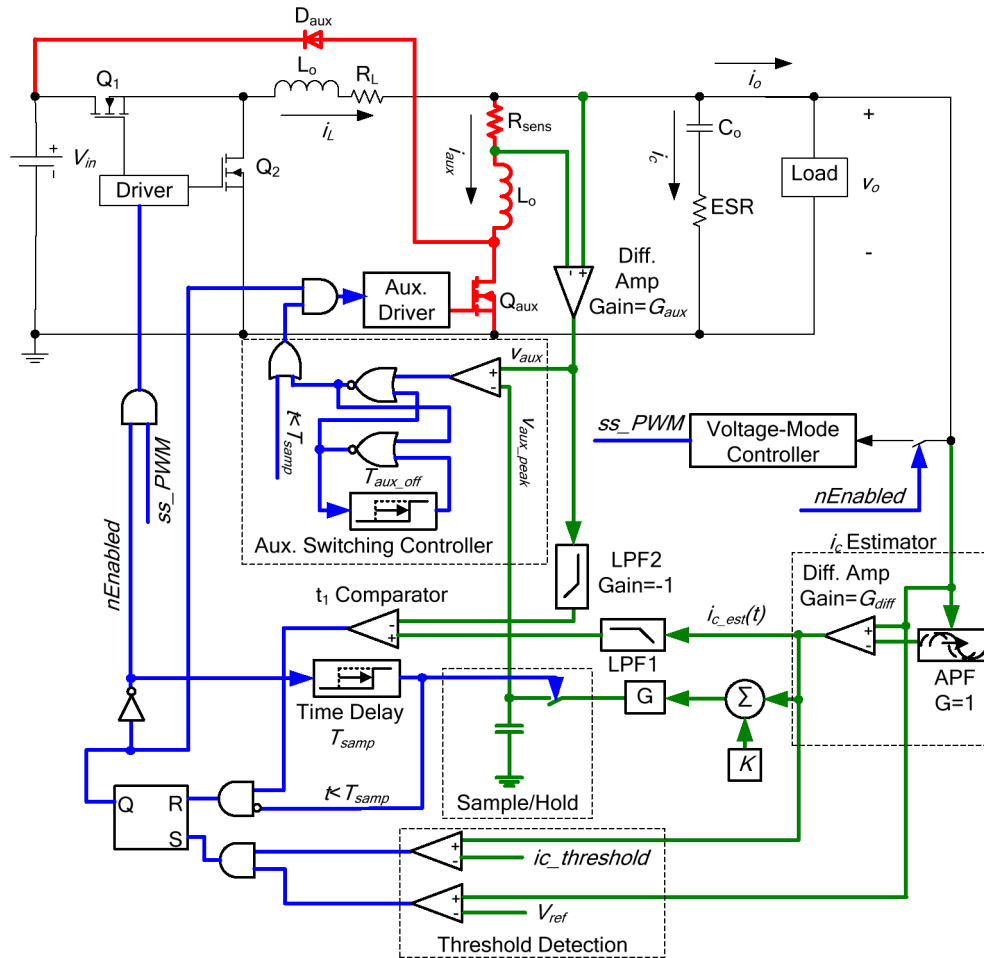 D_aux
Q_1
L_o
R_L
i_o
i_L
R_sens
C_o
+
V_in
+
-
Q_2
i_aux
i_c
Driver
Load
v_o
L_o
ESR
-
Diff.
Amp
Gain=G_aux
- +
Aux.
Driver
Q_aux
v_aux
+
-
t<T_samp
v_aux_peak
ss_PWM
Voltage-Mode
Controller
T_aux_off
nEnabled
Aux. Switching Controller
ss_PWM
nEnabled
i_c Estimator
LPF2
Gain=-1
Diff. Amp
Gain=G_diff
t_1 Comparator
i_c_est(t)
-
+
+
-
LPF1
APF
G=1
Time Delay
T_samp
G
Σ
K
Sample/Hold
Q R
S
t<T_samp
+
-
ic_threshold
+
-
V_ref
Threshold Detection